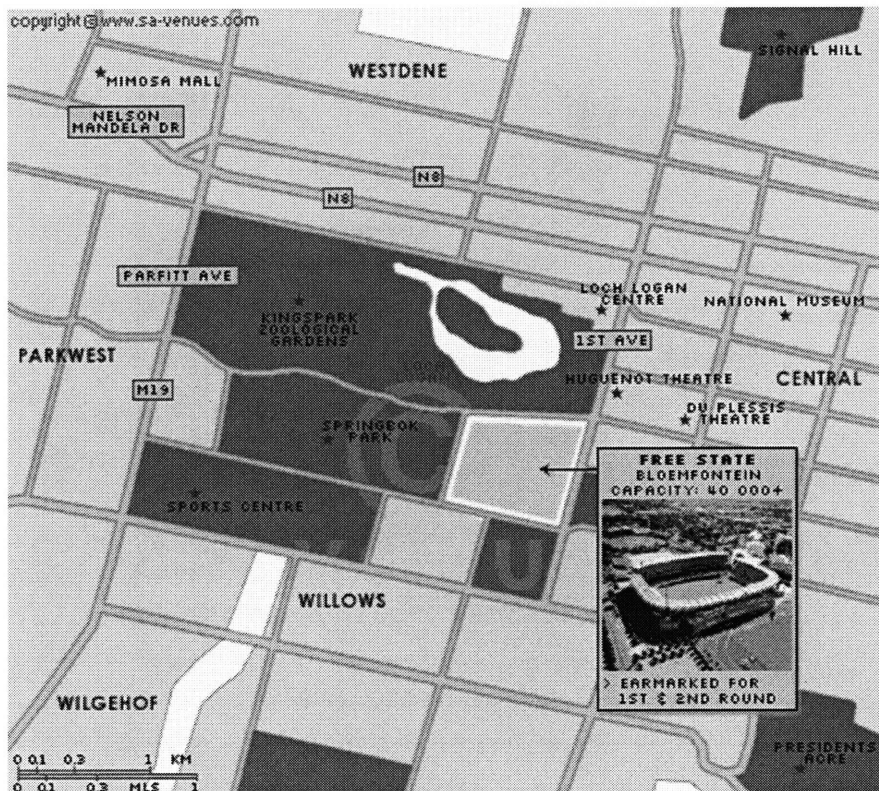 copyright©www.sa-venues.com
SIGNAL HILL
WESTDENE
MIMOSA MALL
NELSON
MANDELA DR
N8
N8
PARFITT AVE
LOCH LOGAN
CENTRE
NATIONAL MUSEUM
KINGSPARK
ZOOLOGICAL
GARDENS
1ST AVE
PARKWEST
LOCH
LOGAN
HUGUENOT THEATRE
CENTRAL
M19
DU PLESSIS
THEATRE
SPRINGBOK
PARK
FREE STATE
BLOEMFONTEIN
CAPACITY: 40 000+
SPORTS CENTRE
WILLOWS
> EARMARKED FOR
1ST & 2ND ROUND
WILGEHOF
PRESIDENTS
ACRE
0 0.1 0.3 1 KM
0 0.1 0.3 MLS 1